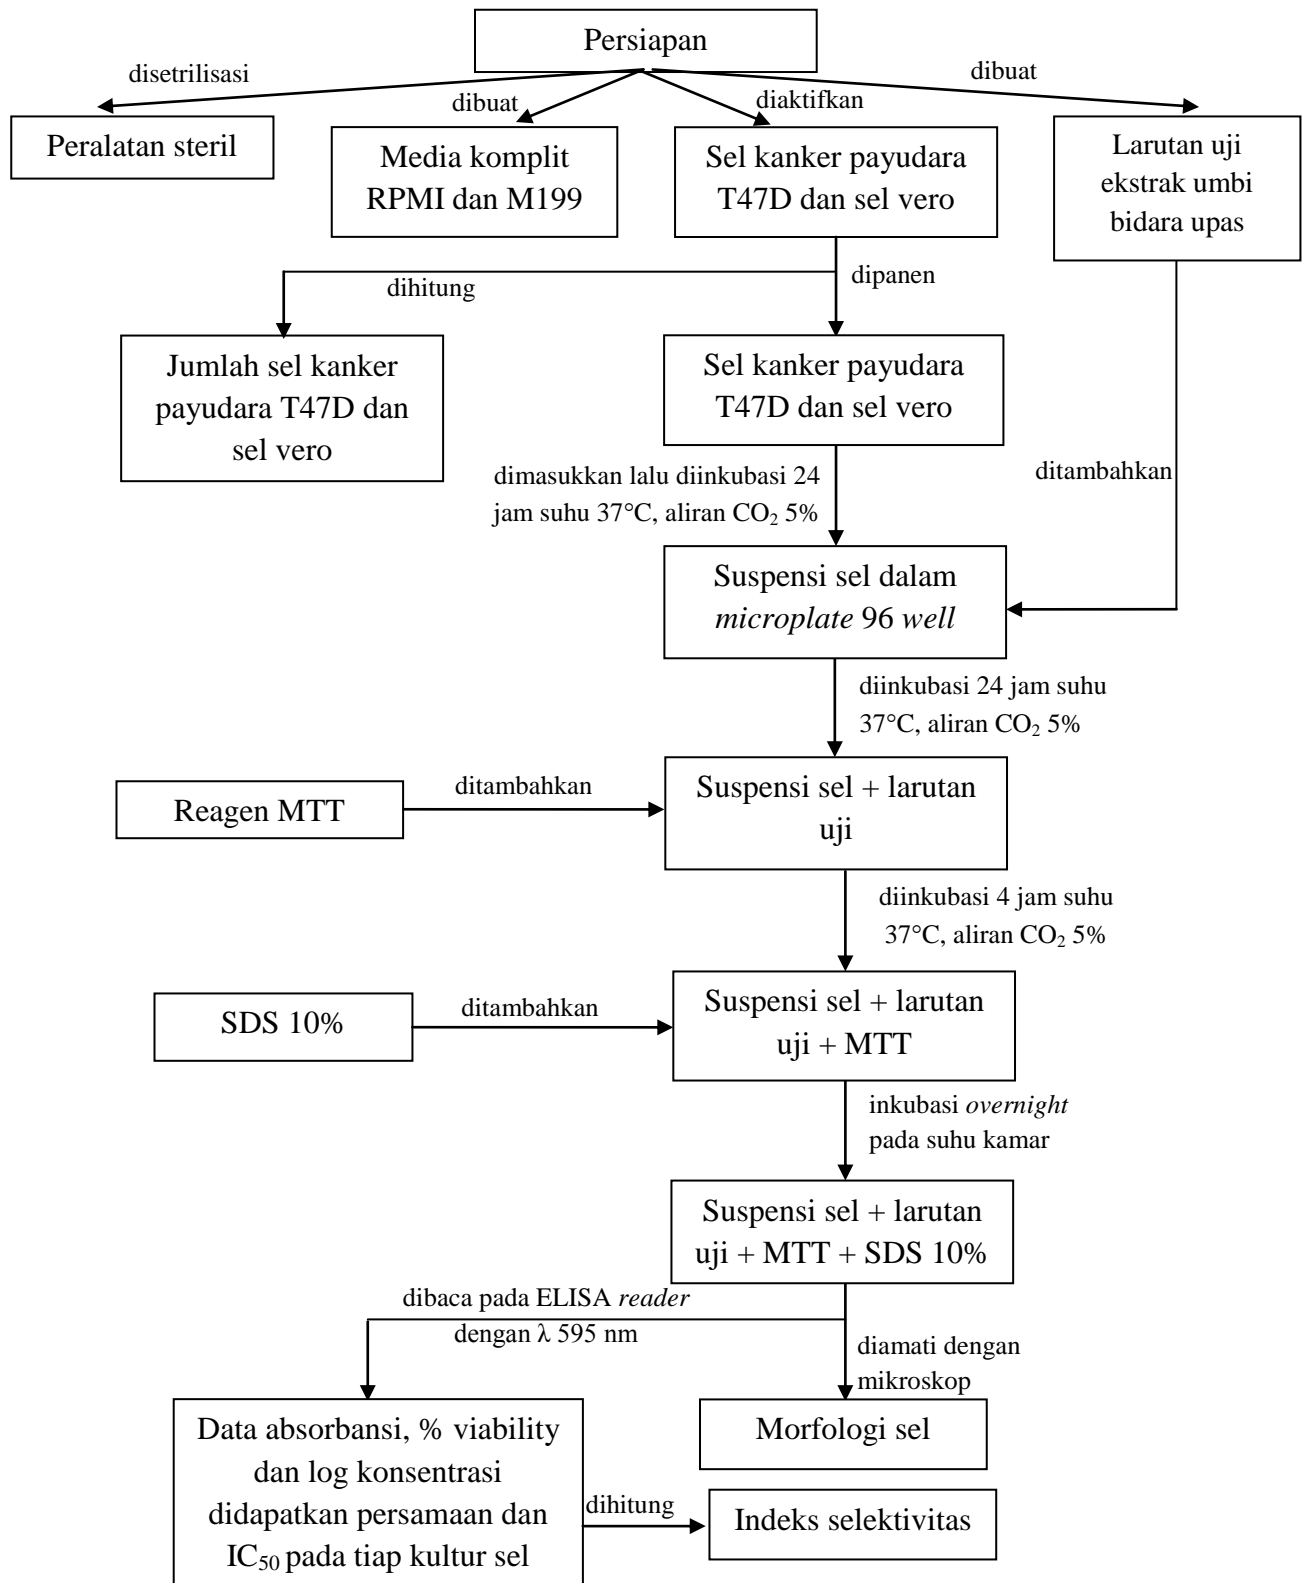 Persiapan
disetrilisasi
dibuat
diaktifkan
dibuat
Peralatan steril
Media komplit
RPMI dan M199
Sel kanker payudara
T47D dan sel vero
Larutan uji
ekstrak umbi
bidara upas
dihitung
dipanen
Jumlah sel kanker
payudara T47D dan
sel vero
Sel kanker payudara
T47D dan sel vero
dimasukkan lalu diinkubasi 24
jam suhu 37°C, aliran CO₂ 5%
ditambahkan
Suspensi sel dalam
microplate 96 well
diinkubasi 24 jam suhu
37°C, aliran CO₂ 5%
Reagen MTT
ditambahkan
Suspensi sel + larutan
uji
diinkubasi 4 jam suhu
37°C, aliran CO₂ 5%
SDS 10%
ditambahkan
Suspensi sel + larutan
uji + MTT
inkubasi overnight
pada suhu kamar
Suspensi sel + larutan
uji + MTT + SDS 10%
dibaca pada ELISA reader
dengan λ 595 nm
diamati dengan
mikroskop
Data absorbansi, % viability
dan log konsentrasi
didapatkan persamaan dan
IC₅₀ pada tiap kultur sel
Morfologi sel
dihitung
Indeks selektivitas